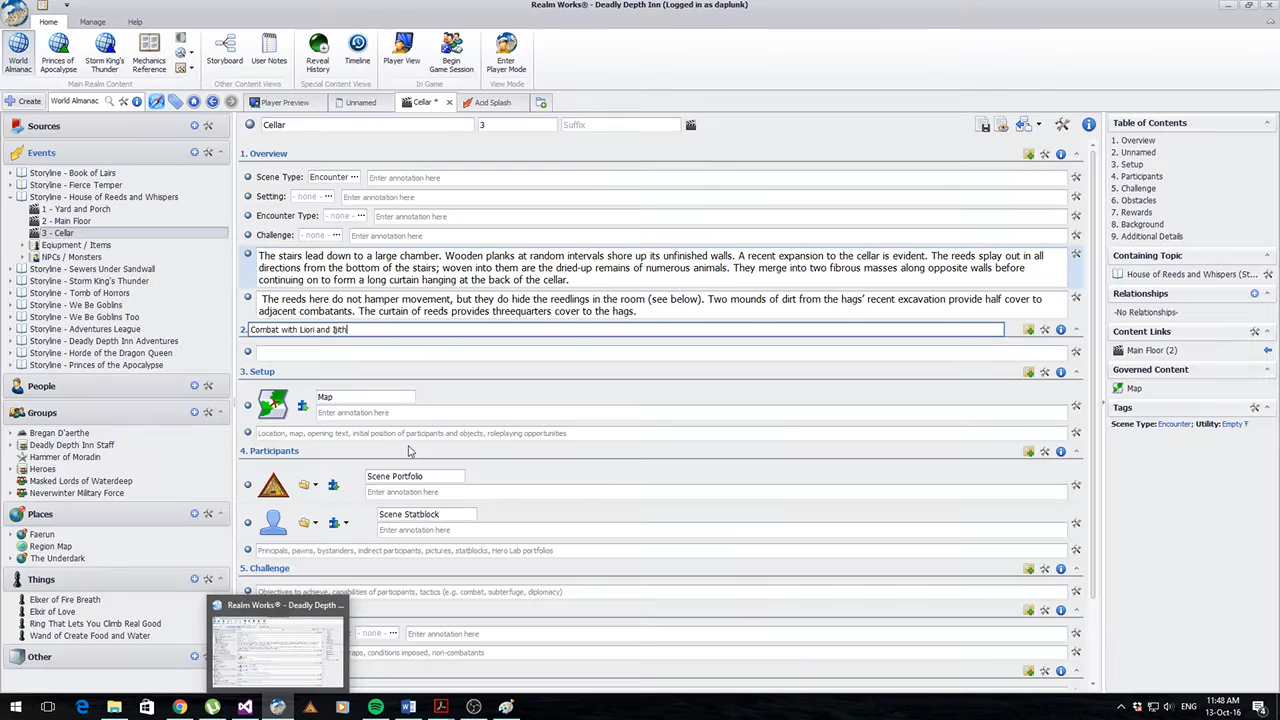 Realm Works® - Deadly Depth Inn (Logged in as daplunk)
Home Manage Help
World Almanac
Princes of Apocalypse
Storm King's Thunder
Mechanics Reference
Storyboard
User Notes
Reveal History
Timeline
Player View
Begin Game Session
Enter Player Mode
Main Realm Content
Other Content Views
Special Content Views
In Game
View Mode
Create
World Almanac
Player Preview
Unnamed
Cellar *
Acid Splash
Sources
Events
Storyline - Book of Lairs
Storyline - Fierce Temper
Storyline - House of Reeds and Whispers
1 - Yard and Porch
2 - Main Floor
3 - Cellar
Equipment / Items
NPCs / Monsters
Storyline - Sewers Under Sandwall
Storyline - Storm King's Thunder
Storyline - Tomb of Horrors
Storyline - We Be Goblins
Storyline - We Be Goblins Too
Storyline - Adventures League
Storyline - Deadly Depth Inn Adventures
Storyline - Horde of the Dragon Queen
Storyline - Princes of the Apocalypse
People
Groups
Bregan D'aerthe
Deadly Depth Inn Staff
Hammer of Moradin
Heroes
Masked Lords of Waterdeep
Neverwinter Military Force
Places
Faerun
Region Map
The Underdark
Things
Elixer of Fire Breath
Elixir of Love
Ring That Lets You Climb Real Good
Wand of Create Food and Water
Other
Cellar 3 Suffix
1. Overview
Scene Type: Encounter ··· Enter annotation here
Setting: - none - ··· Enter annotation here
Encounter Type: - none - ··· Enter annotation here
Challenge: - none - ··· Enter annotation here
The stairs lead down to a large chamber. Wooden planks at random intervals shore up its unfinished walls. A recent expansion to the cellar is evident. The reeds splay out in all
directions from the bottom of the stairs; woven into them are the dried-up remains of numerous animals. They merge into two fibrous masses along opposite walls before
continuing on to form a long curtain hanging at the back of the cellar.
The reeds here do not hamper movement, but they do hide the reedlings in the room (see below). Two mounds of dirt from the hags' recent excavation provide half cover to
adjacent combatants. The curtain of reeds provides threequarters cover to the hags.
2. Combat with Liori and Ijith
3. Setup
Map
Enter annotation here
Location, map, opening text, initial position of participants and objects, roleplaying opportunities
4. Participants
Scene Portfolio
Enter annotation here
Scene Statblock
Enter annotation here
Principals, pawns, bystanders, indirect participants, pictures, statblocks, Hero Lab portfolios
5. Challenge
Objectives to achieve, capabilities of participants, tactics (e.g. combat, subterfuge, diplomacy)
- none - ··· Enter annotation here
raps, conditions imposed, non-combatants
Realm Works® - Deadly Depth ...
Table of Contents
1. Overview
2. Unnamed
3. Setup
4. Participants
5. Challenge
6. Obstacles
7. Rewards
8. Background
9. Additional Details
Containing Topic
House of Reeds and Whispers (St...
Relationships
-No Relationships-
Content Links
Main Floor (2)
Governed Content
Map
Tags
Scene Type: Encounter; Utility: Empty
11:48 AM
13-Oct-16